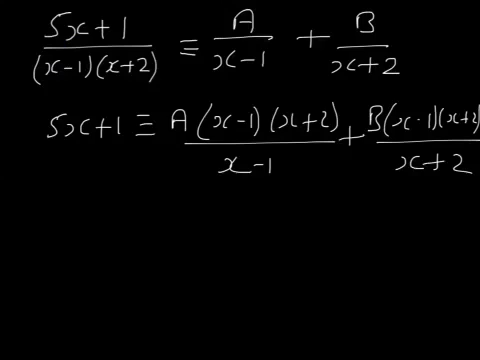 (5x+1)/((x-1)(x+2)) ≡ A/(x-1) + B/(x+2)
5x+1 ≡ A(x-1)(x+2)/(x-1) + B(x-1)(x+2)/(x+2)